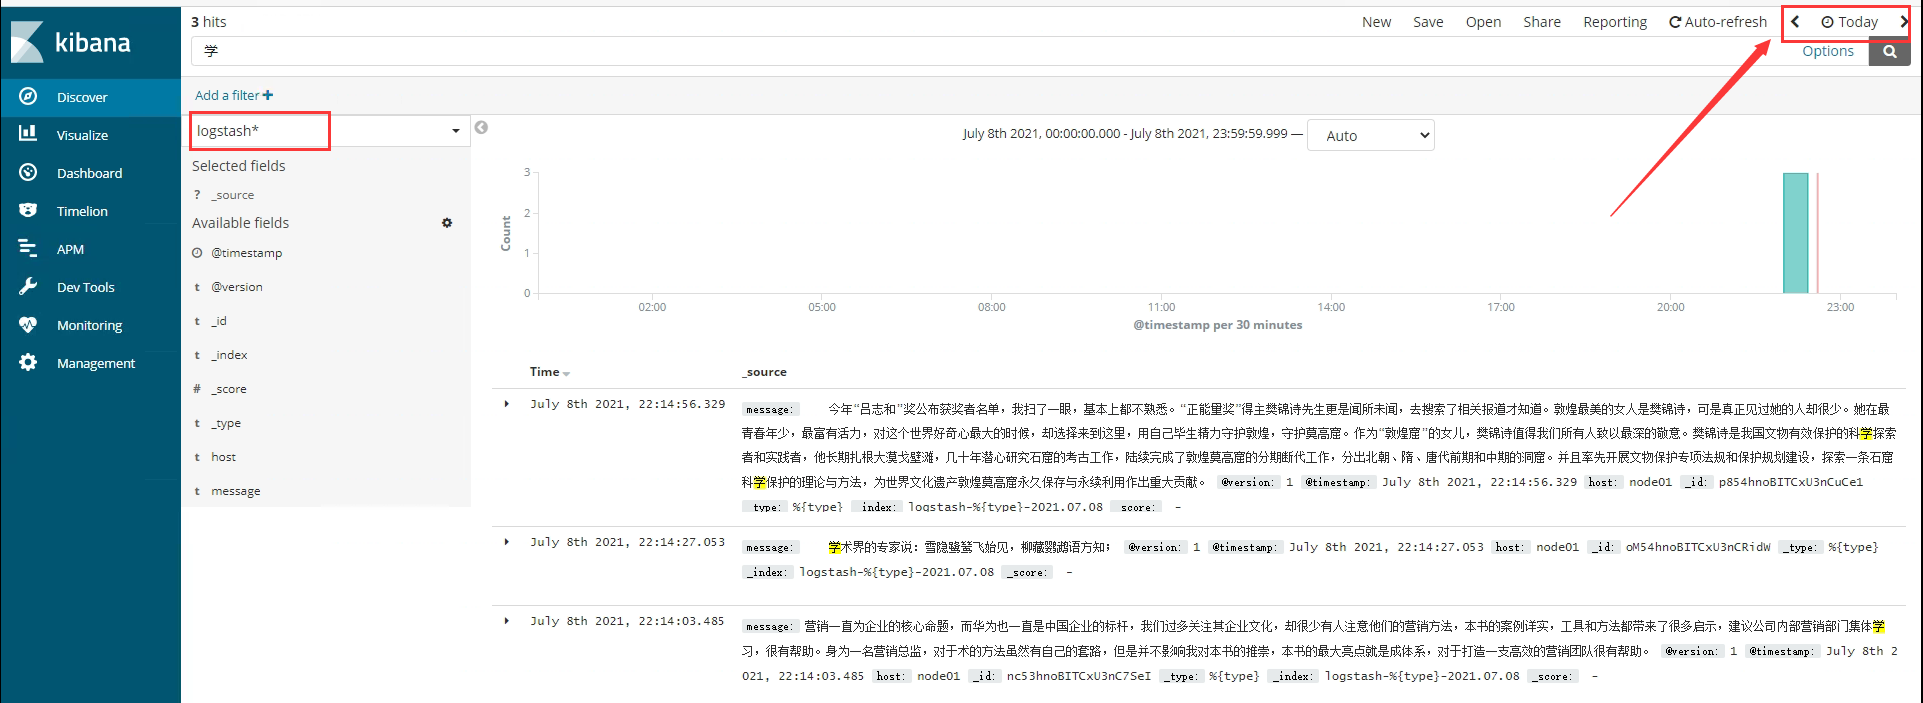 3 hits
New Save Open Share Reporting Auto-refresh Today
kibana
学
Options
Discover
Visualize
Dashboard
Timelion
APM
Dev Tools
Monitoring
Management
Add a filter
logstash*
Selected fields
? _source
Available fields
@timestamp
t @version
t _id
t _index
# _score
t _type
t host
t message
July 8th 2021, 00:00:00.000 - July 8th 2021, 23:59:59.999 — Auto
Count
3
2
1
0
02:00 05:00 08:00 11:00 14:00 17:00 20:00 23:00
@timestamp per 30 minutes
Time _source
July 8th 2021, 22:14:56.329 message: 今年“吕志和”奖公布获奖者名单，我扫了一眼，基本上都不熟悉。“正能量奖”得主樊锦诗先生更是闻所未闻，去搜索了相关报道才知道。敦煌最美的女人是樊锦诗，可是真正见过她的人却很少。她在最
青春年少，最富有活力，对这个世界好奇心最大的时候，却选择来到这里，用自己毕生精力守护敦煌，守护莫高窟。作为“敦煌窟”的女儿，樊锦诗值得我们所有人致以最深的敬意。樊锦诗是我国文物有效保护的科学探索
者和实践者，他长期扎根大漠戈壁滩，几十年潜心研究石窟的考古工作，陆续完成了敦煌莫高窟的分期断代工作，分出北朝、隋、唐代前期和中期的洞窟。并且率先开展文物保护专项法规和保护规划建设，探索一条石窟
科学保护的理论与方法，为世界文化遗产敦煌莫高窟永久保存与永续利用作出重大贡献。 @version: 1 @timestamp: July 8th 2021, 22:14:56.329 host: node01 _id: p854hnoBITCxU3nCuCe1
_type: %{type} _index: logstash-%{type}-2021.07.08 _score: -
July 8th 2021, 22:14:27.053 message: 学术界的专家说：雪隐鹭鸶飞始见，柳藏鹦鹉语方知； @version: 1 @timestamp: July 8th 2021, 22:14:27.053 host: node01 _id: oM54hnoBITCxU3nCRidW _type: %{type}
_index: logstash-%{type}-2021.07.08 _score: -
July 8th 2021, 22:14:03.485 message: 营销一直为企业的核心命题，而华为也一直是中国企业的标杆，我们过多关注其企业文化，却很少有人注意他们的营销方法，本书的案例详实，工具和方法都带来了很多启示，建议公司内部营销部门集体学
习，很有帮助。身为一名营销总监，对于术的方法虽然有自己的套路，但是并不影响我对本书的推崇，本书的最大亮点就是成体系，对于打造一支高效的营销团队很有帮助。 @version: 1 @timestamp: July 8th 2
021, 22:14:03.485 host: node01 _id: nc53hnoBITCxU3nC7SeI _type: %{type} _index: logstash-%{type}-2021.07.08 _score: -